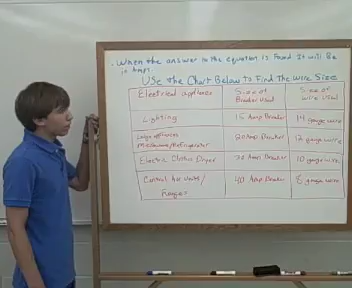 . When the answer to the equation is found It will Be
in Amps
Use the Chart Below to Find The Wire Size
Electrical appliances Size of Breaker Used Size of wire used
Lighting 15 Amp Breaker 14 gauge wire
Large appliances Microwave/Refrigerator 20 Amp Breaker 12 gauge wire
Electric Clothes Dryer 30 Amp Breaker 10 gauge wire
Central Air Units/ 40 Amp Breaker 8 gauge wire